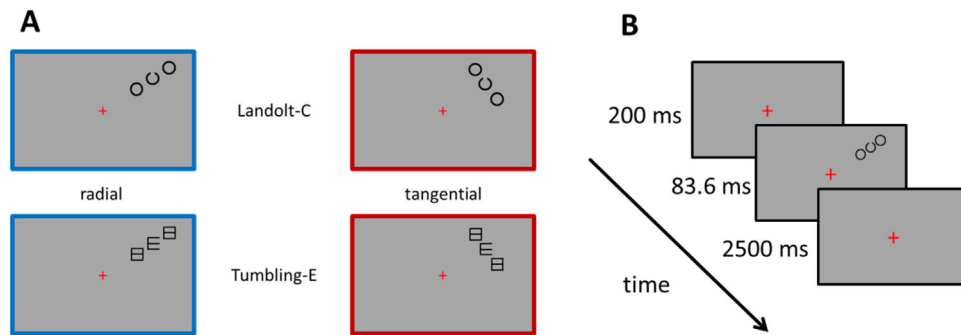 A
Landolt-C
radial
tangential
Tumbling-E
B
200 ms
83.6 ms
2500 ms
time